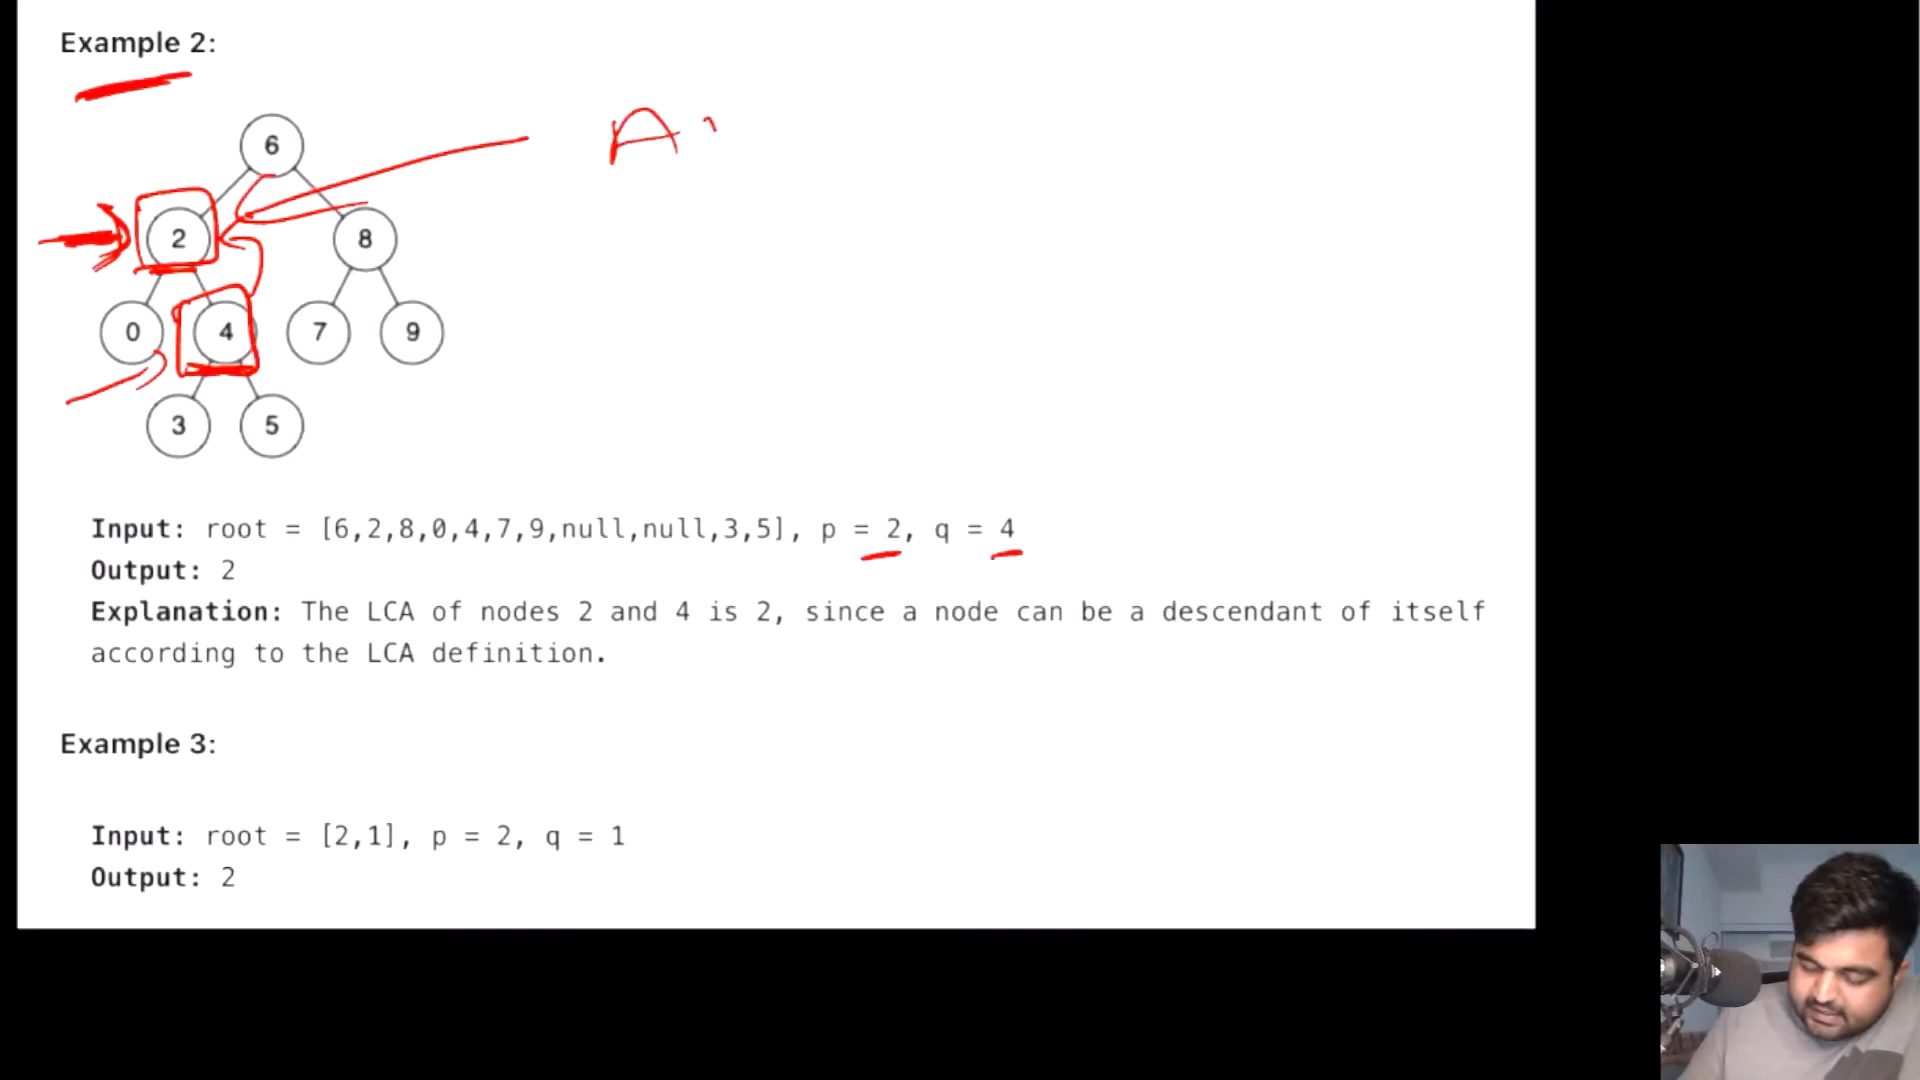 Example 2:
A
6
2
8
0
4
7
9
3
5
Input: root = [6,2,8,0,4,7,9,null,null,3,5], p = 2, q = 4
Output: 2
Explanation: The LCA of nodes 2 and 4 is 2, since a node can be a descendant of itself
according to the LCA definition.
Example 3:
Input: root = [2,1], p = 2, q = 1
Output: 2